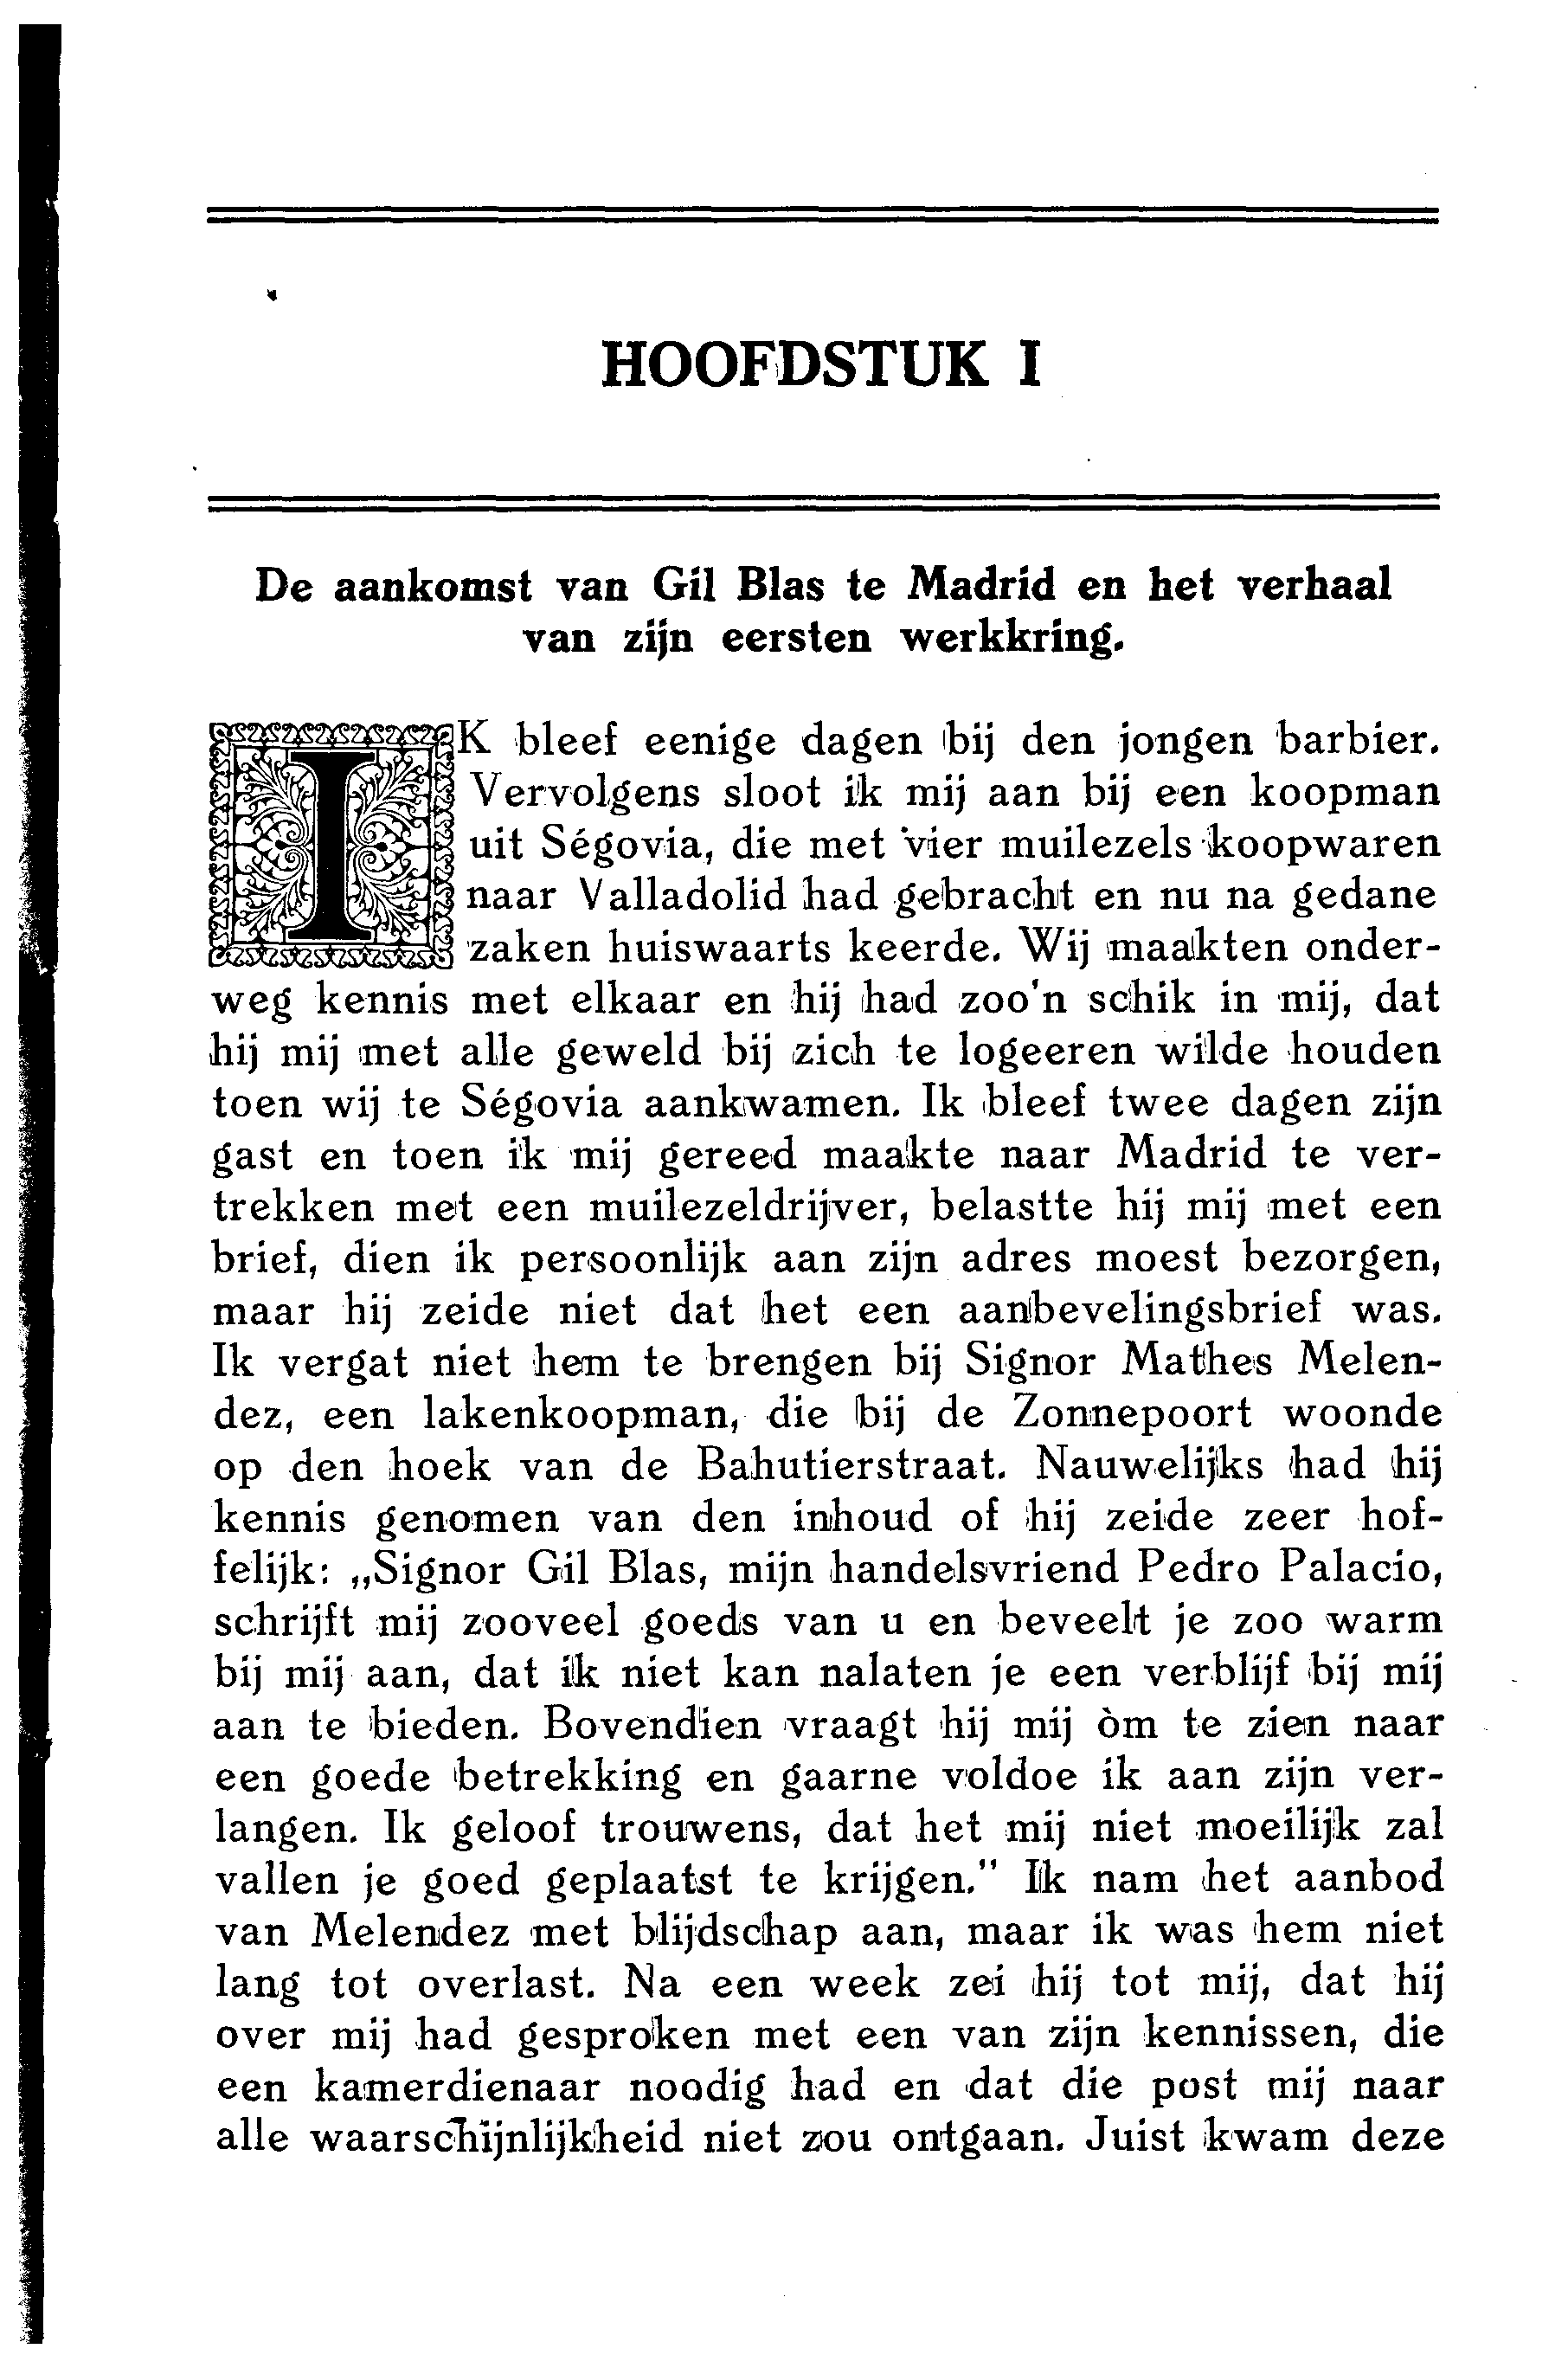 HOOFDSTUK I
De aankomst van Gil Blas te Madrid en het verhaal
van zijn eersten werkkring.
IK bleef eenige dagen bij den jongen barbier.
Vervolgens sloot ik mij aan bij een koopman
uit Ségovia, die met vier muilezels koopwaren
naar Valladolid had gebracht en nu na gedane
zaken huiswaarts keerde. Wij maakten onder-
weg kennis met elkaar en hij had zoo'n schik in mij, dat
hij mij met alle geweld bij zich te logeeren wilde houden
toen wij te Ségovia aankwamen. Ik bleef twee dagen zijn
gast en toen ik mij gereed maakte naar Madrid te ver-
trekken met een muilezeldrijver, belastte hij mij met een
brief, dien ik persoonlijk aan zijn adres moest bezorgen,
maar hij zeide niet dat het een aanbevelingsbrief was.
Ik vergat niet hem te brengen bij Signor Mathes Melen-
dez, een lakenkoopman, die bij de Zonnepoort woonde
op den hoek van de Bahutierstraat. Nauwelijks had hij
kennis genomen van den inhoud of hij zeide zeer hof-
felijk: „Signor Gil Blas, mijn handelsvriend Pedro Palacio,
schrijft mij zooveel goeds van u en beveelt je zoo warm
bij mij aan, dat ik niet kan nalaten je een verblijf bij mij
aan te bieden. Bovendien vraagt hij mij òm te zien naar
een goede betrekking en gaarne voldoe ik aan zijn ver-
langen. Ik geloof trouwens, dat het mij niet moeilijk zal
vallen je goed geplaatst te krijgen." Ik nam het aanbod
van Melendez met blijdschap aan, maar ik was hem niet
lang tot overlast. Na een week zei hij tot mij, dat hij
over mij had gesproken met een van zijn kennissen, die
een kamerdienaar noodig had en dat die post mij naar
alle waarschijnlijkheid niet zou ontgaan. Juist kwam deze